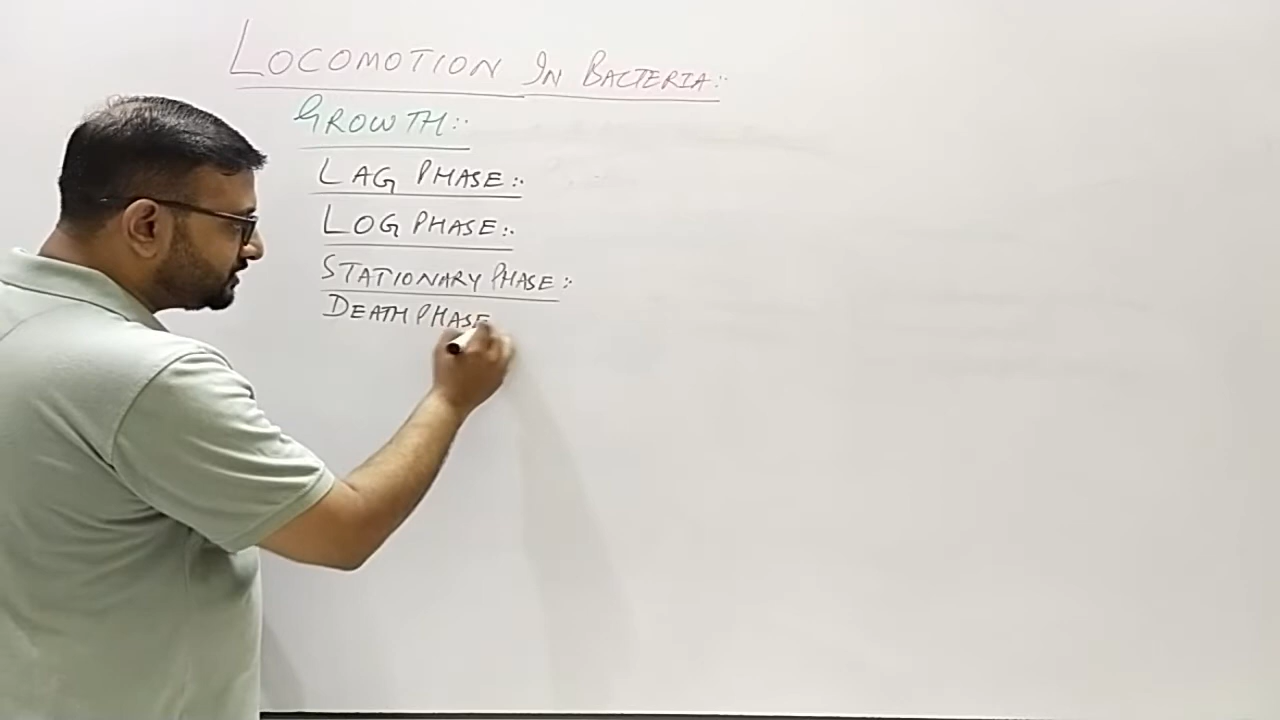 LOCOMOTION IN BACTERIA:-
GROWTH:-
LAG PHASE:-
LOG PHASE:-
STATIONARY PHASE:-
DEATH PHASE